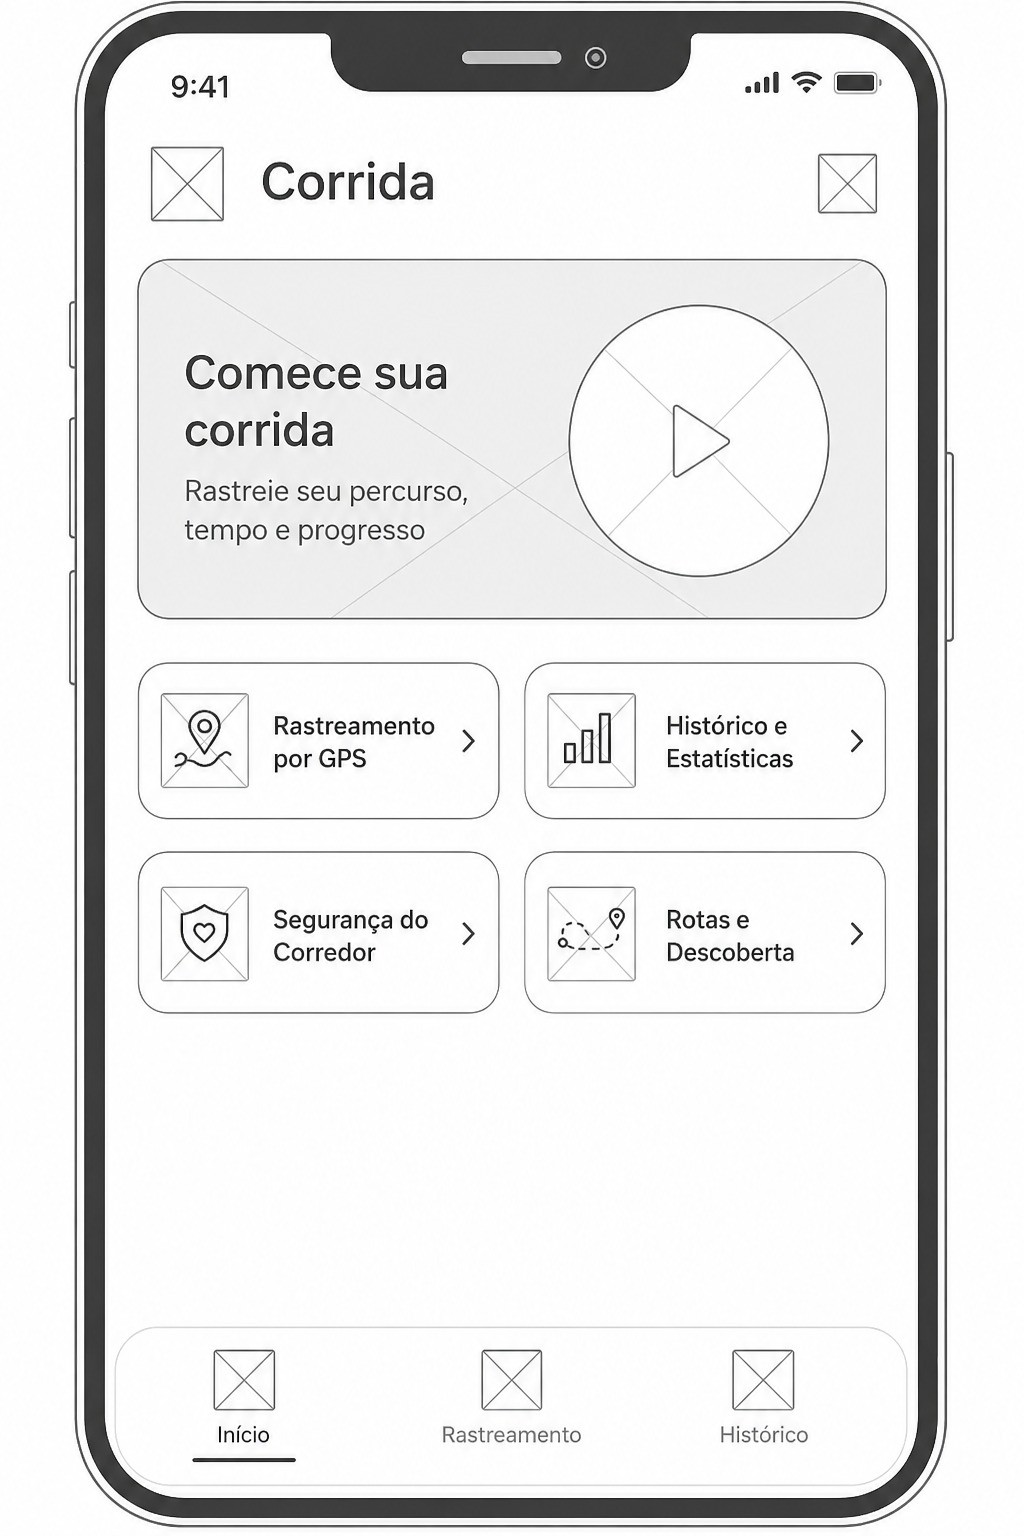 9:41
Corrida
Comece sua
corrida
Rastreie seu percurso,
tempo e progresso
Rastreamento
por GPS
Histórico e
Estatísticas
Segurança do
Corredor
Rotas e
Descoberta
Início
Rastreamento
Histórico